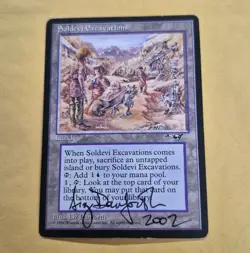 Soldevi Excavations
When Soldevi Excavations comes
into play, sacrifice an untapped
island or bury Soldevi Excavations.
: Add 1 to your mana pool.
1, : Look at the top card of your
library. You may put that card on
the bottom of your library.
2002